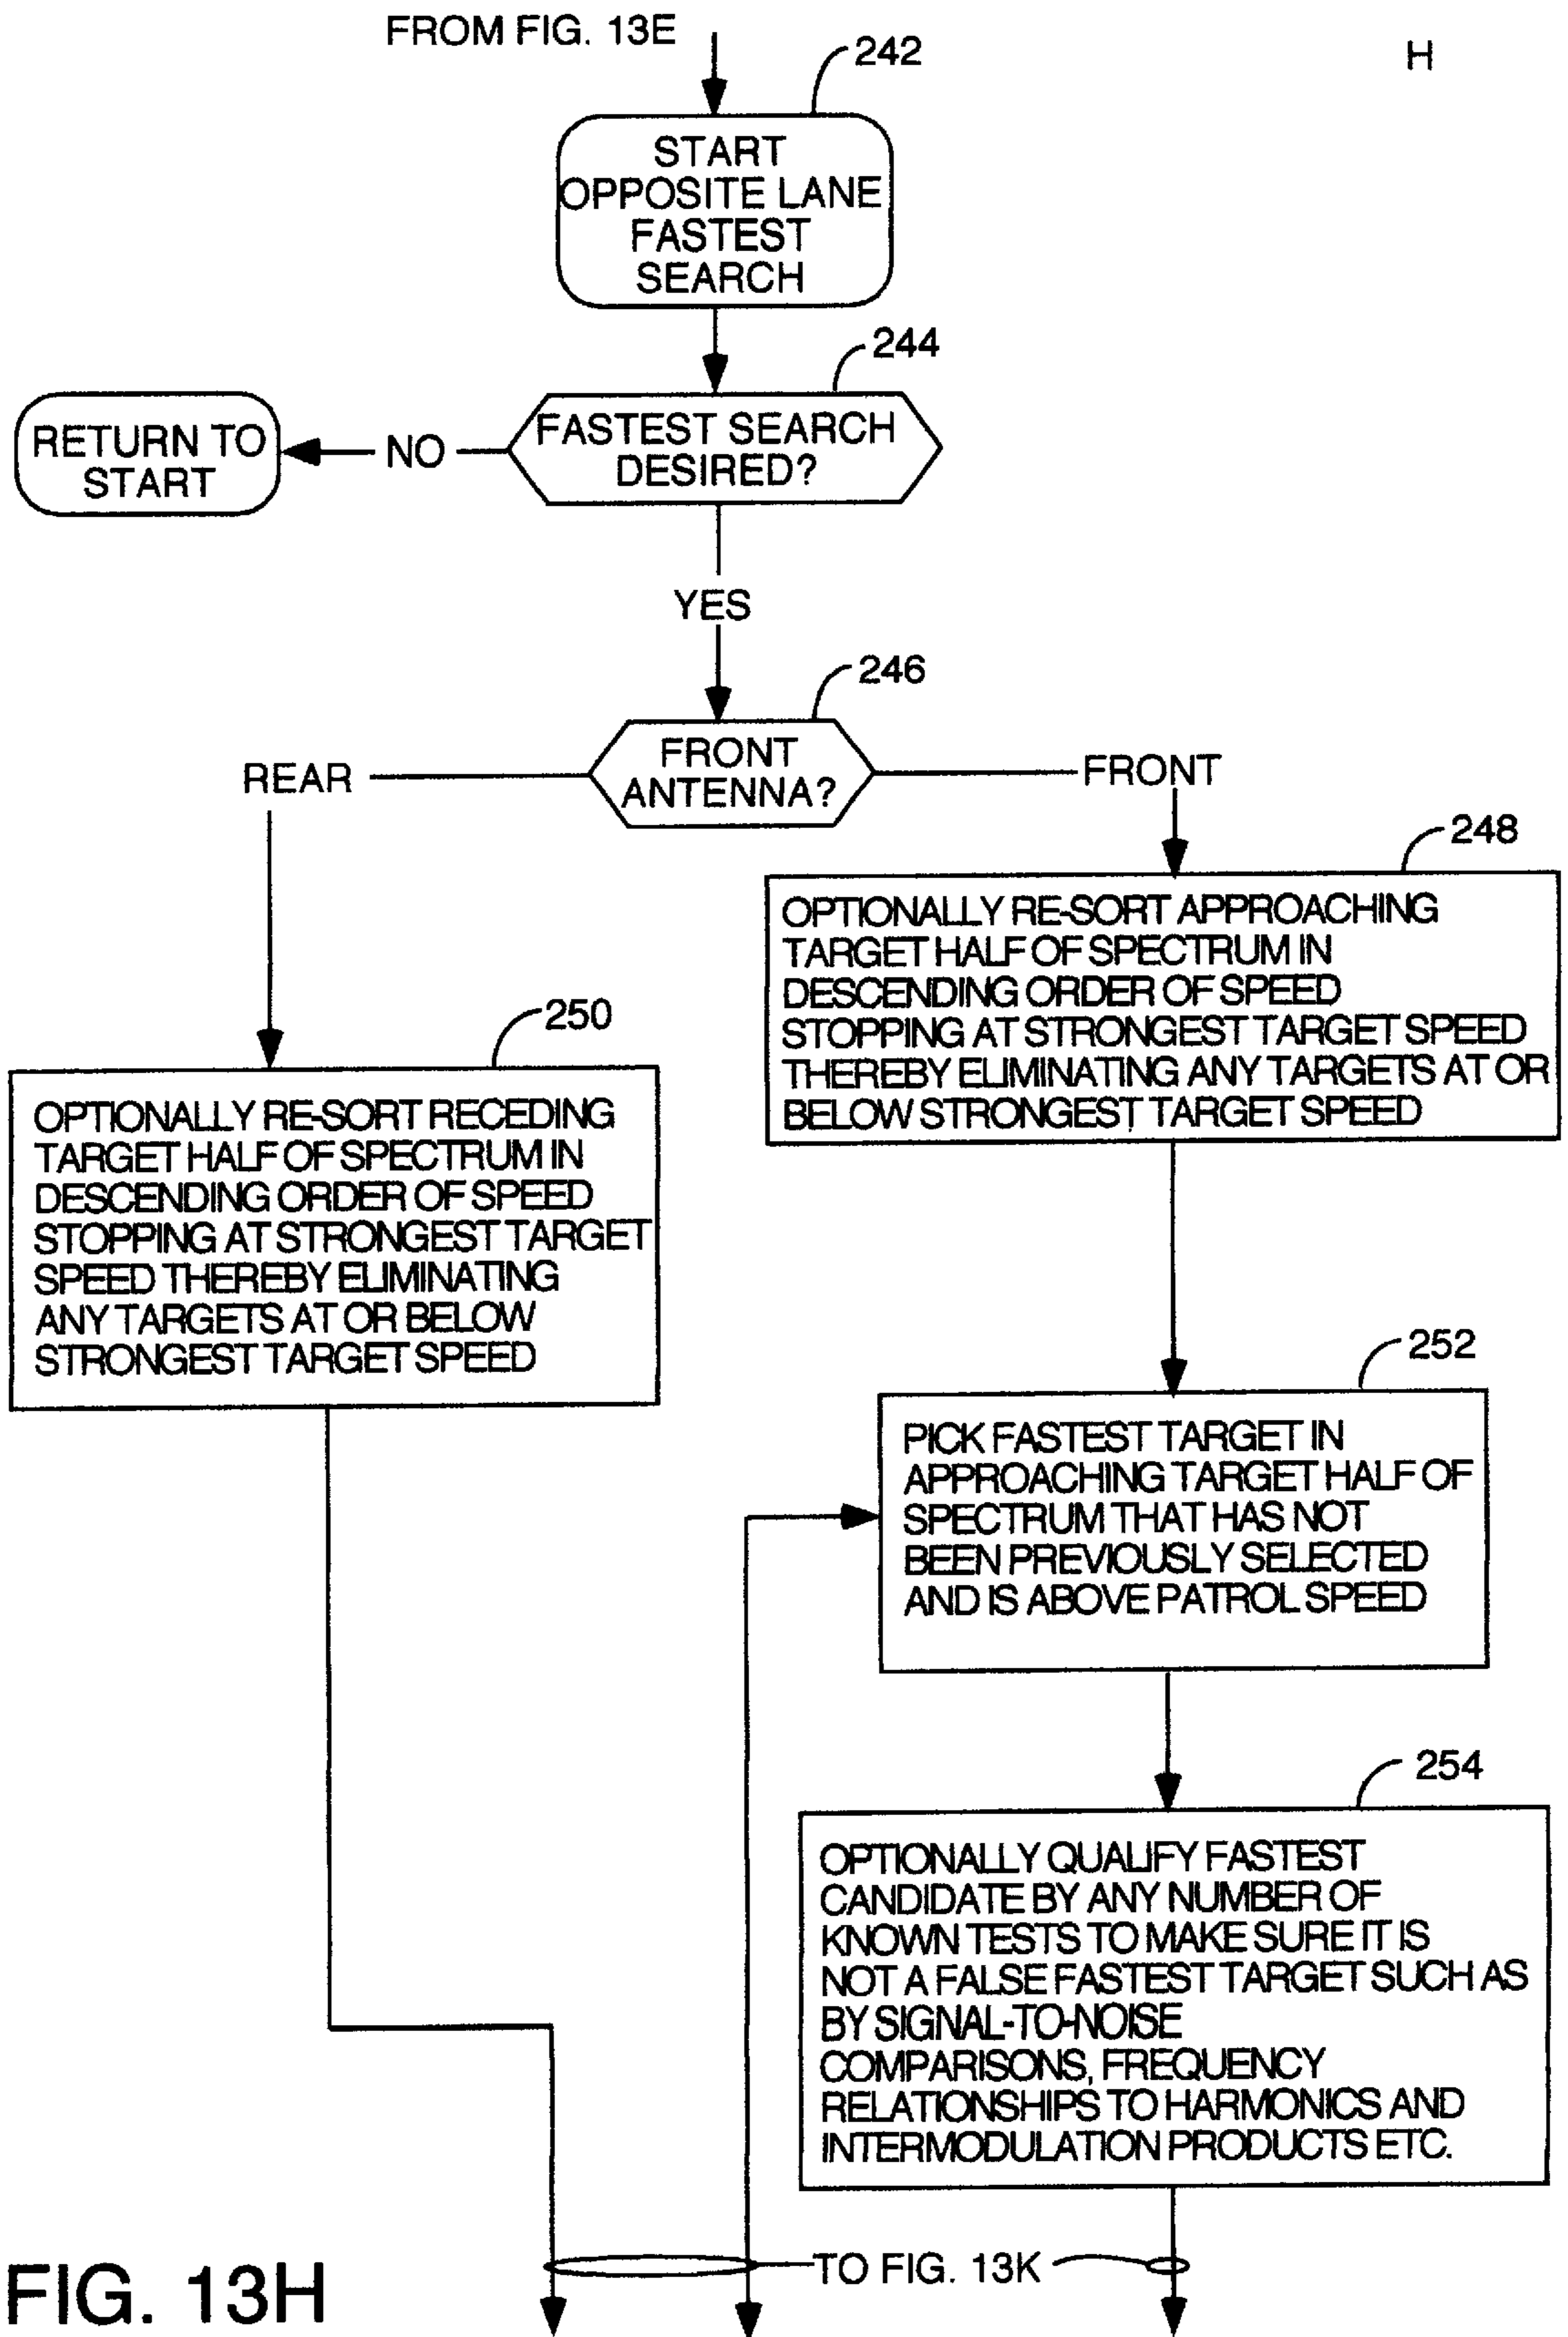 FROM FIG. 13E
242
H
START
OPPOSITE LANE
FASTEST
SEARCH
244
RETURN TO
START
NO
FASTEST SEARCH
DESIRED?
YES
246
REAR
FRONT
ANTENNA?
FRONT
248
OPTIONALLY RE-SORT APPROACHING
TARGET HALF OF SPECTRUM IN
DESCENDING ORDER OF SPEED
STOPPING AT STRONGEST TARGET SPEED
THEREBY ELIMINATING ANY TARGETS AT OR
BELOW STRONGEST TARGET SPEED
250
OPTIONALLY RE-SORT RECEDING
TARGET HALF OF SPECTRUM IN
DESCENDING ORDER OF SPEED
STOPPING AT STRONGEST TARGET
SPEED THEREBY ELIMINATING
ANY TARGETS AT OR BELOW
STRONGEST TARGET SPEED
252
PICK FASTEST TARGET IN
APPROACHING TARGET HALF OF
SPECTRUM THAT HAS NOT
BEEN PREVIOUSLY SELECTED
AND IS ABOVE PATROL SPEED
254
OPTIONALLY QUALIFY FASTEST
CANDIDATE BY ANY NUMBER OF
KNOWN TESTS TO MAKE SURE IT IS
NOT A FALSE FASTEST TARGET SUCH AS
BY SIGNAL-TO-NOISE
COMPARISONS, FREQUENCY
RELATIONSHIPS TO HARMONICS AND
INTERMODULATION PRODUCTS ETC.
TO FIG. 13K
FIG. 13H